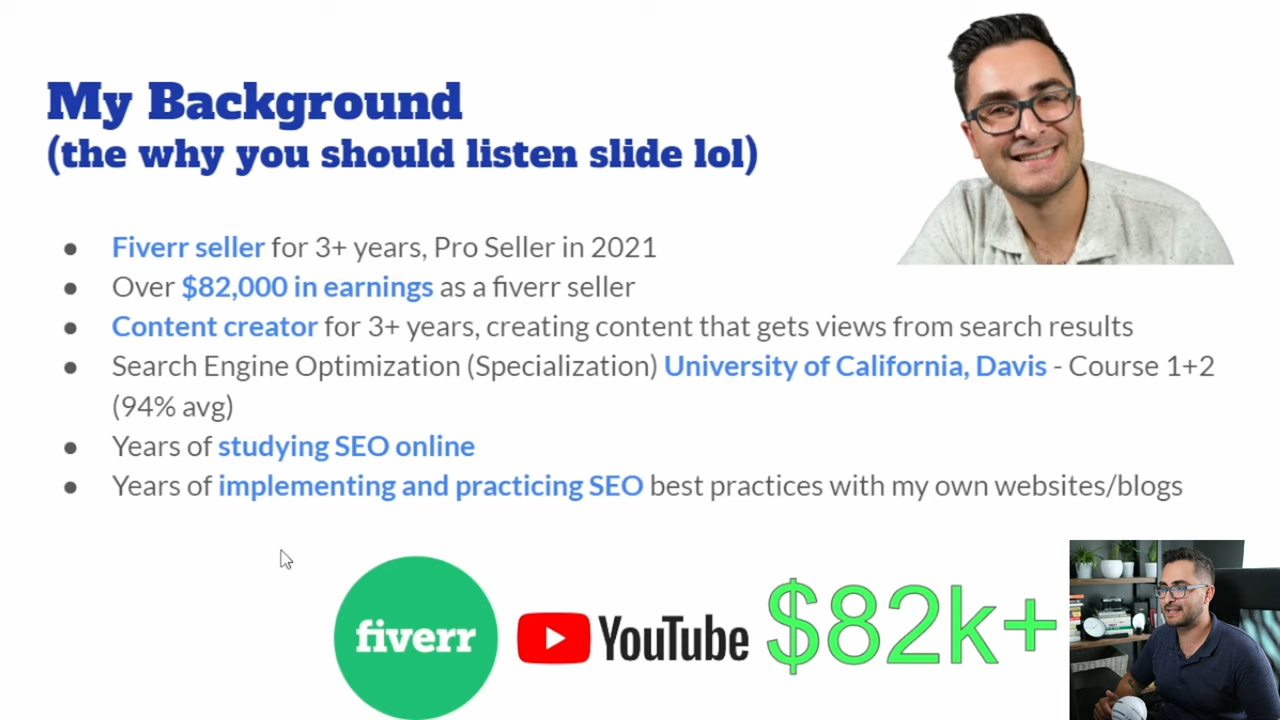 My Background
(the why you should listen slide lol)
● Fiverr seller for 3+ years, Pro Seller in 2021
● Over $82,000 in earnings as a fiverr seller
● Content creator for 3+ years, creating content that gets views from search results
● Search Engine Optimization (Specialization) University of California, Davis - Course 1+2
(94% avg)
● Years of studying SEO online
● Years of implementing and practicing SEO best practices with my own websites/blogs
fiverr
YouTube
$82k+